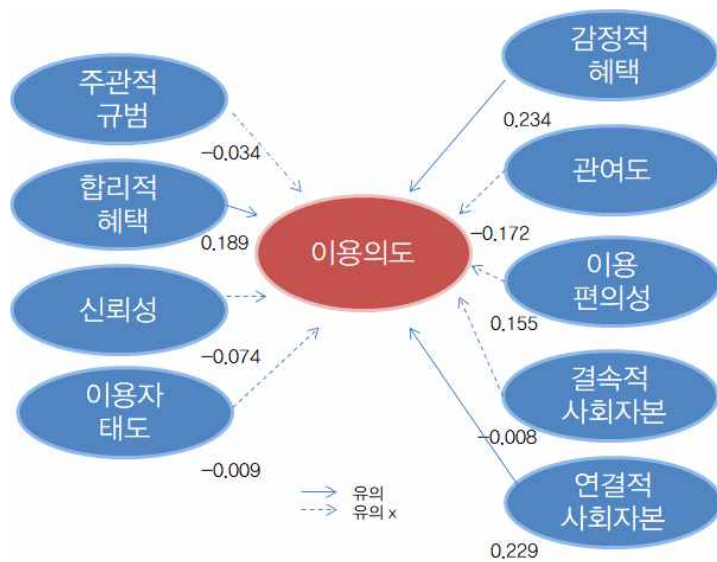 주관적
규범
-0.034
합리적
혜택
0.189
신뢰성
-0.074
이용자
태도
-0.009
이용의도
감정적
혜택
0.234
관여도
-0.172
이용
편의성
0.155
결속적
사회자본
-0.008
연결적
사회자본
0.229
유의
유의 x